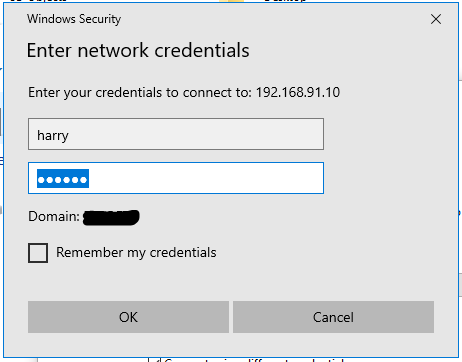 Windows Security
Enter network credentials
Enter your credentials to connect to: 192.168.91.10
harry
••••••
Domain:
Remember my credentials
OK
Cancel